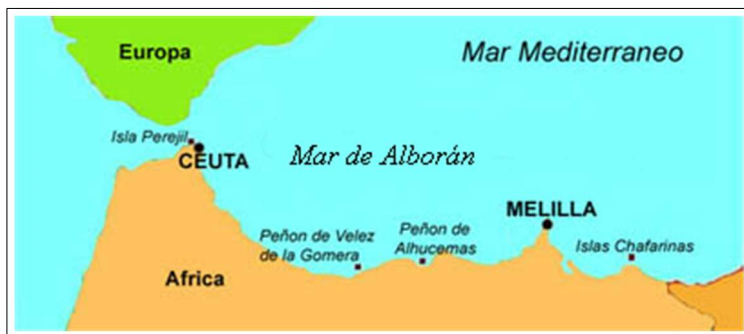 Europa
Mar Mediterraneo
Isla Perejil
CEUTA
Mar de Alborán
MELILLA
Peñon de Velez
de la Gomera
Peñon de
Alhucemas
Islas Chafarinas
Africa